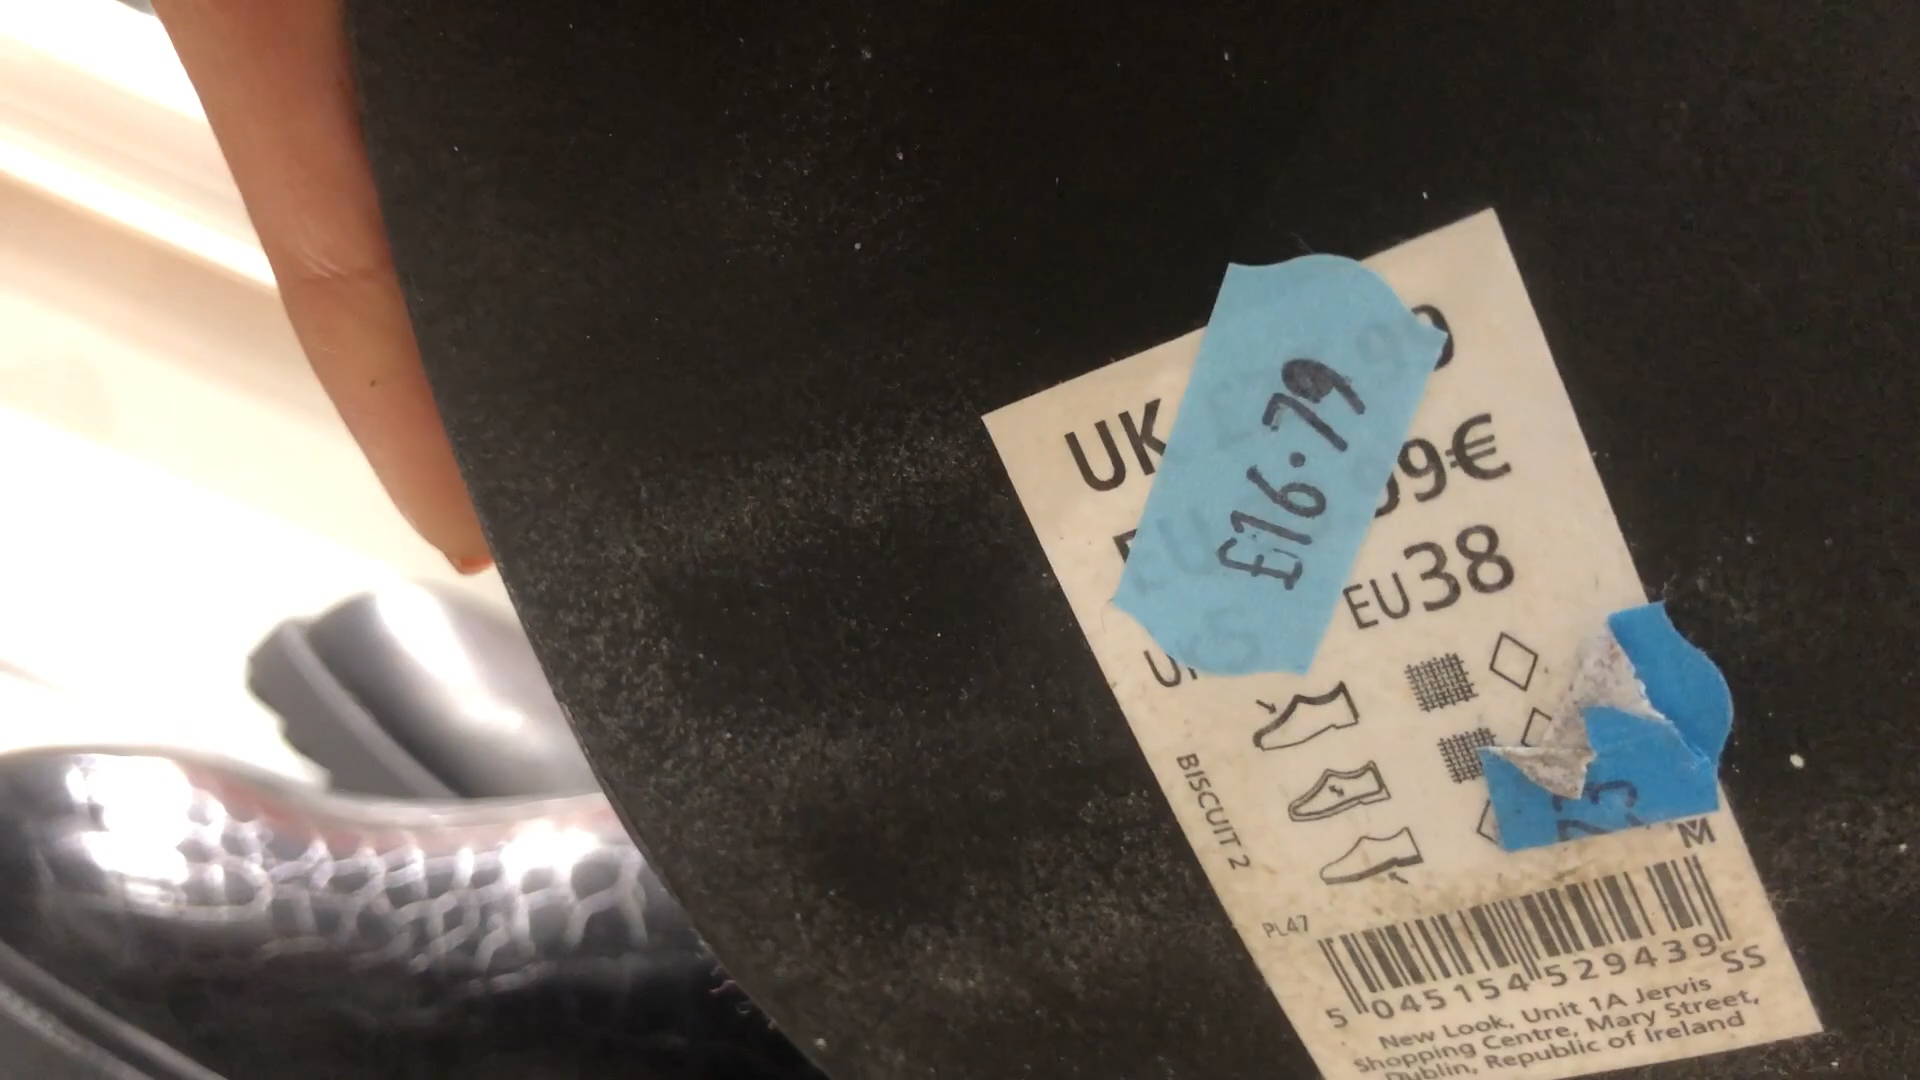 UK
£16.79
9€
EU38
BISCUIT 2
M
PL47
5 045154 529439
SS
New Look, Unit 1A Jervis
Shopping Centre, Mary Street,
Dublin, Republic of Ireland